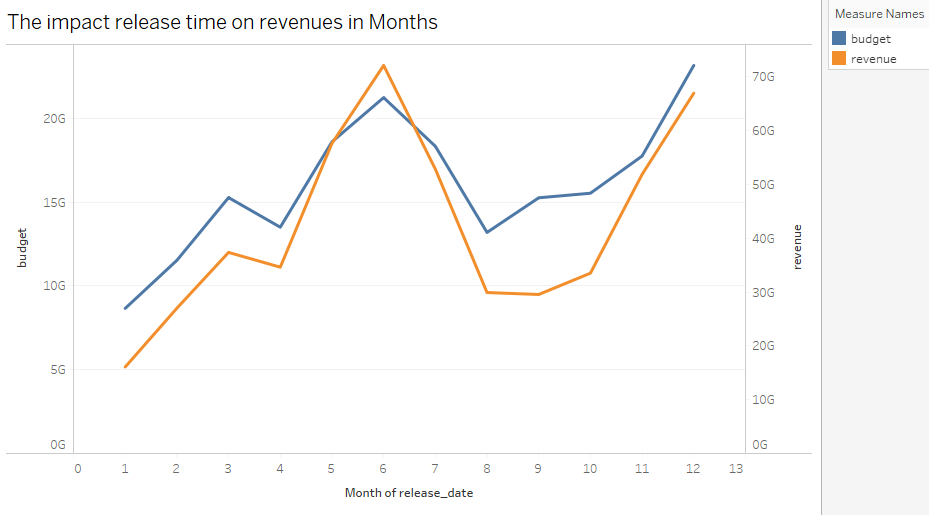 The impact release time on revenues in Months
Measure Names
budget
revenue
20G
15G
10G
5G
0G
budget
70G
60G
50G
40G
30G
20G
10G
0G
revenue
0 1 2 3 4 5 6 7 8 9 10 11 12 13
Month of release_date